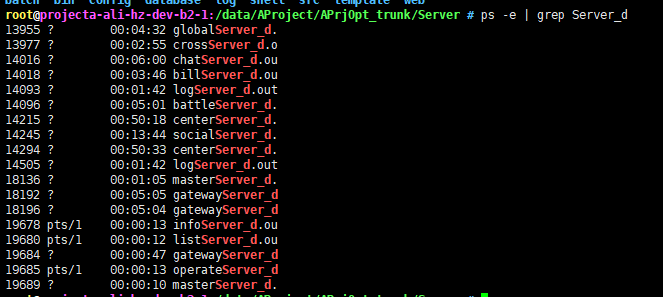 batch bin config database log shell src template web
root@projecta-ali-hz-dev-b2-1:/data/AProject/APrj0pt_trunk/Server # ps -e | grep Server_d
13955 ? 00:04:32 globalServer_d.
13977 ? 00:02:55 crossServer_d.o
14016 ? 00:06:00 chatServer_d.ou
14018 ? 00:03:46 billServer_d.ou
14093 ? 00:01:42 logServer_d.out
14096 ? 00:05:01 battleServer_d.
14215 ? 00:50:18 centerServer_d.
14245 ? 00:13:44 socialServer_d.
14294 ? 00:50:33 centerServer_d.
14505 ? 00:01:42 logServer_d.out
18136 ? 00:01:05 masterServer_d.
18192 ? 00:05:05 gatewayServer_d
18196 ? 00:05:04 gatewayServer_d
19678 pts/1 00:00:13 infoServer_d.ou
19680 pts/1 00:00:12 listServer_d.ou
19684 ? 00:00:47 gatewayServer_d
19685 pts/1 00:00:13 operateServer_d
19689 ? 00:00:10 masterServer_d.